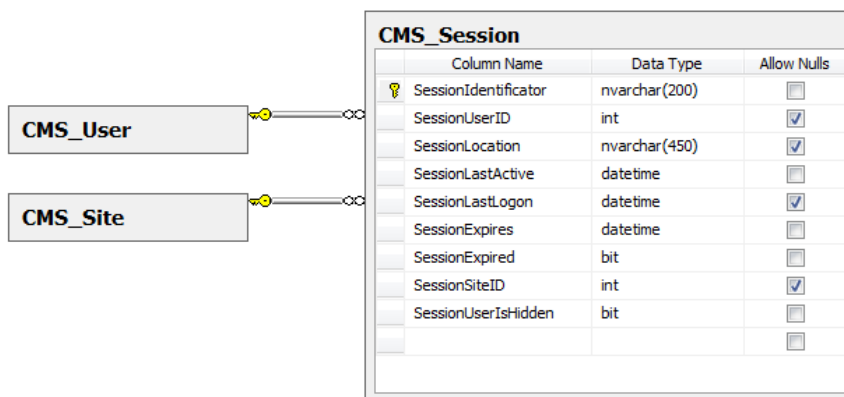 CMS_Session
Column Name Data Type Allow Nulls
SessionIdentificator nvarchar(200)
SessionUserID int
SessionLocation nvarchar(450)
SessionLastActive datetime
SessionLastLogon datetime
SessionExpires datetime
SessionExpired bit
SessionSiteID int
SessionUserIsHidden bit
CMS_User
CMS_Site